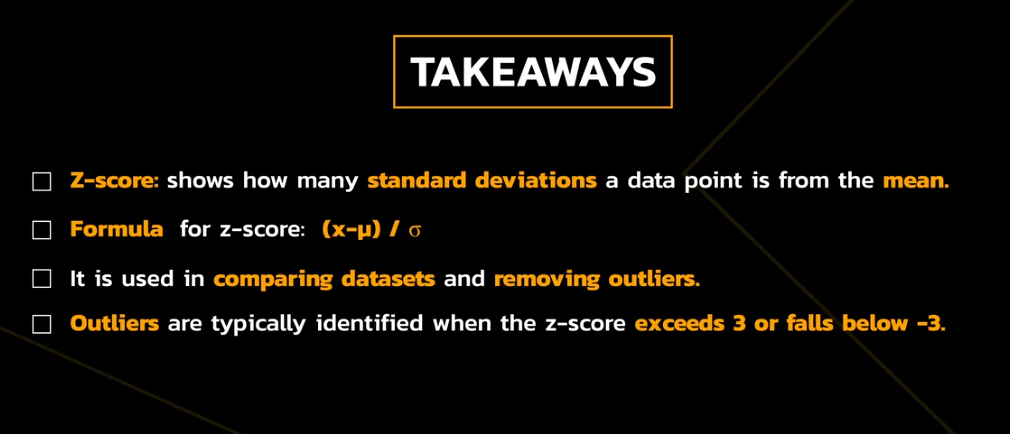 TAKEAWAYS
☐ Z-score: shows how many standard deviations a data point is from the mean.
☐ Formula for z-score: (x-μ) / σ
☐ It is used in comparing datasets and removing outliers.
☐ Outliers are typically identified when the z-score exceeds 3 or falls below -3.